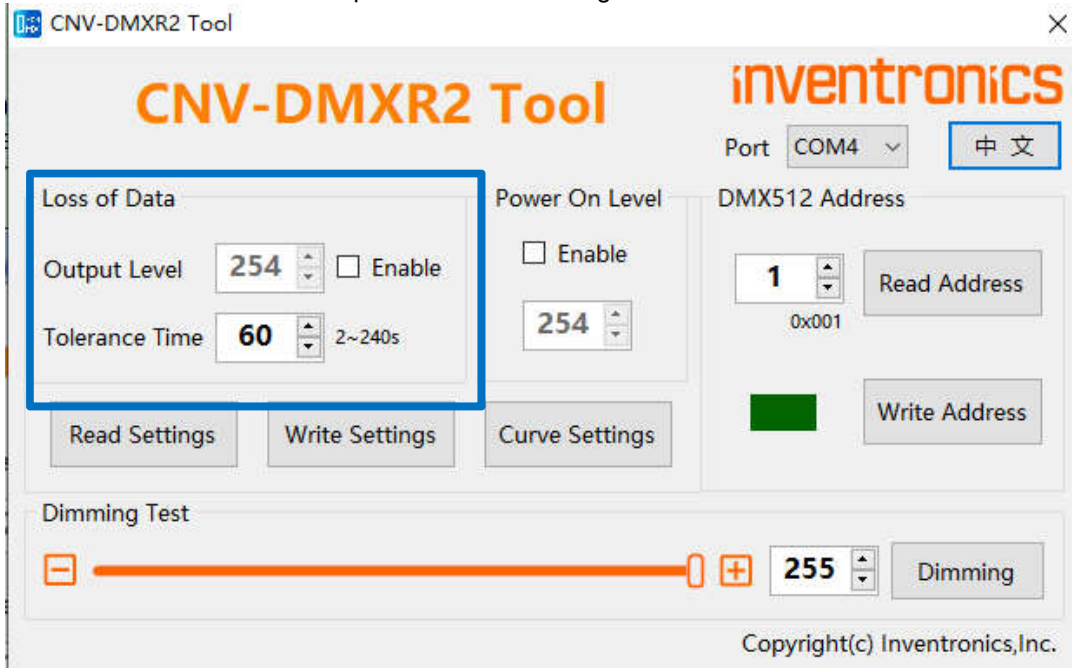 CNV-DMXR2 Tool
CNV-DMXR2 Tool
inventronics
Port COM4 中 文
Loss of Data
Output Level 254 Enable
Tolerance Time 60 2~240s
Power On Level
Enable
254
DMX512 Address
1 Read Address
0x001
Write Address
Read Settings Write Settings Curve Settings
Dimming Test
255 Dimming
Copyright(c) Inventronics,Inc.